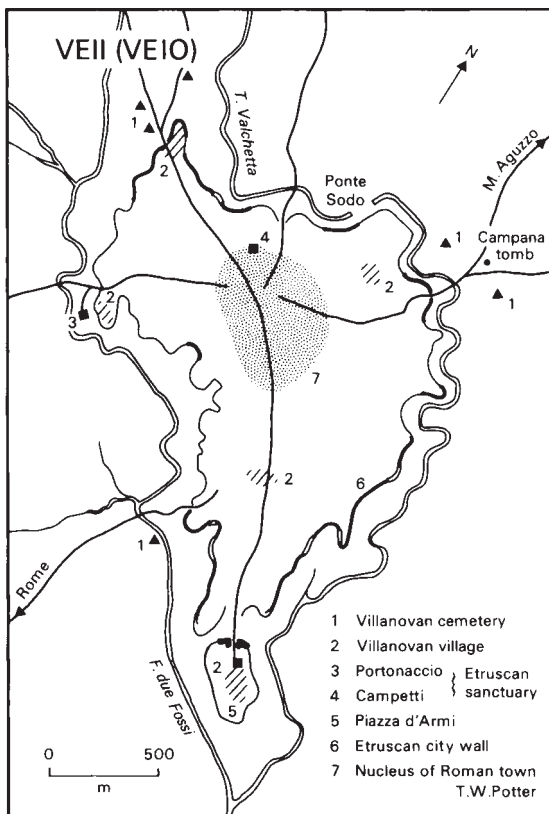 VEII (VEIO)
N
T. Valchetta
1
2
Ponte
Sodo
M. Aguzzo
4
1
Campana
tomb
2
1
2
3
7
2
6
1
Rome
2
5
F. due Fossi
0 500
m
1 Villanovan cemetery
2 Villanovan village
3 Portonaccio
4 Campetti
Etruscan
sanctuary
5 Piazza d'Armi
6 Etruscan city wall
7 Nucleus of Roman town
T.W.Potter